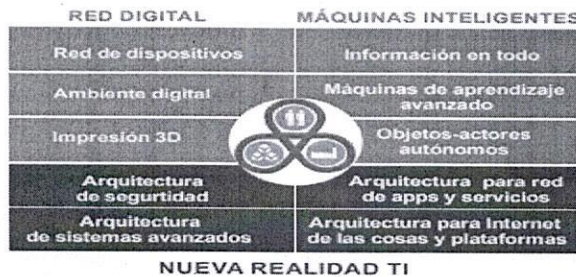 RED DIGITAL
MÁQUINAS INTELIGENTES
Red de dispositivos
Información en todo
Ambiente digital
Máquinas de aprendizaje
avanzado
Impresión 3D
Objetos-actores
autónomos
Arquitectura
de segurtidad
Arquitectura para red
de apps y servicios
Arquitectura
de sistemas avanzados
Arquitectura para Internet
de las cosas y plataformas
NUEVA REALIDAD TI